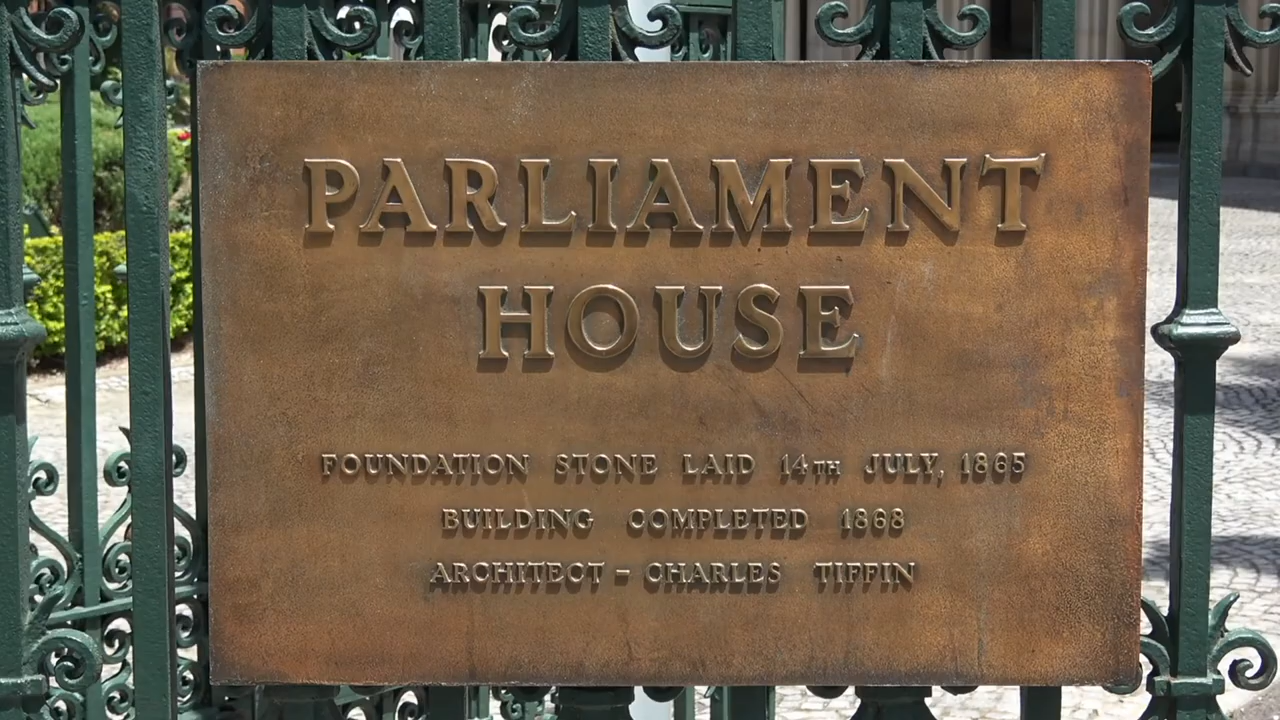 PARLIAMENT
HOUSE
FOUNDATION STONE LAID 14TH JULY, 1865
BUILDING COMPLETED 1868
ARCHITECT – CHARLES TIFFIN